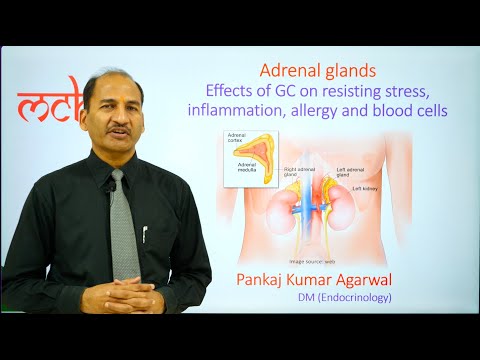 Adrenal glands
Effects of GC on resisting stress,
inflammation, allergy and blood cells
Adrenal
cortex
Adrenal
medulla
Right adrenal
gland
Left adrenal
gland
Left kidney
Image source: web
Pankaj Kumar Agarwal
DM (Endocrinology)